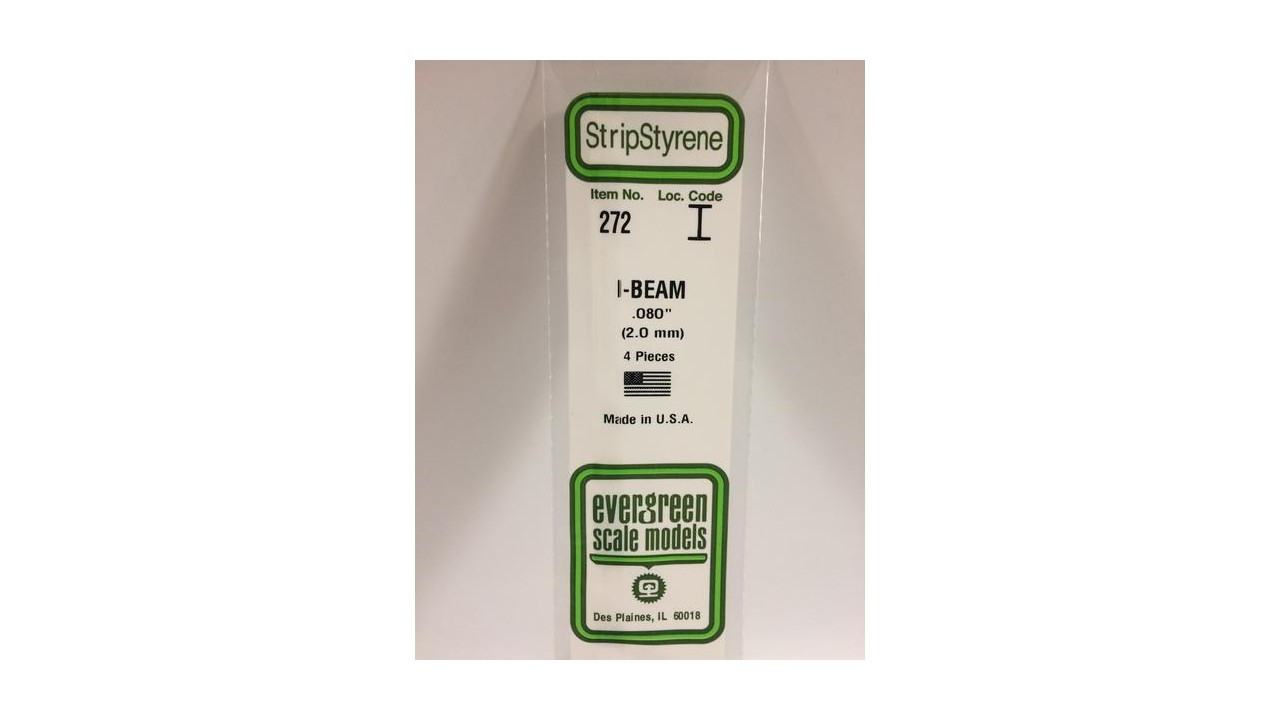 StripStyrene
Item No. Loc. Code
272 I
I-BEAM
.080"
(2.0 mm)
4 Pieces
Made in U.S.A.
evergreen
scale models
Des Plaines, IL 60018